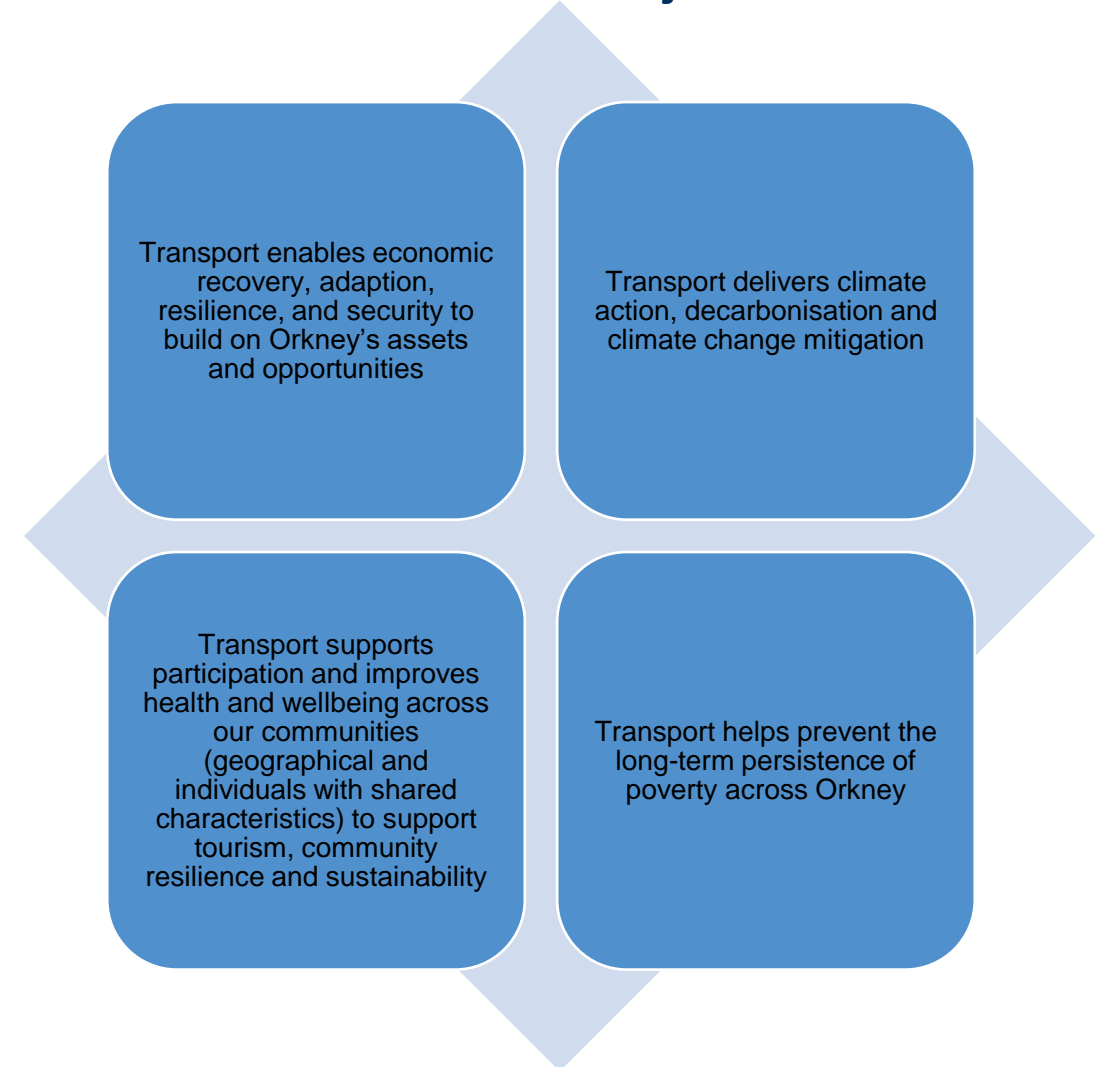 Transport enables economic
recovery, adaption,
resilience, and security to
build on Orkney’s assets
and opportunities
Transport delivers climate
action, decarbonisation and
climate change mitigation
Transport supports
participation and improves
health and wellbeing across
our communities
(geographical and
individuals with shared
characteristics) to support
tourism, community
resilience and sustainability
Transport helps prevent the
long-term persistence of
poverty across Orkney